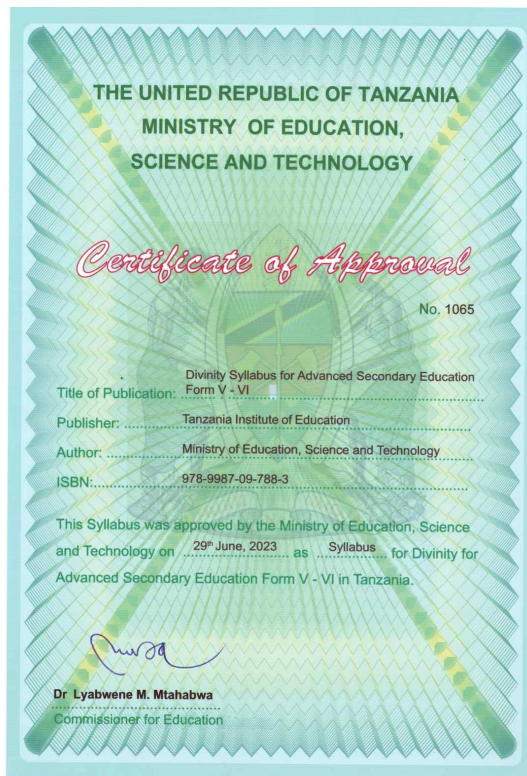 THE UNITED REPUBLIC OF TANZANIA
MINISTRY OF EDUCATION,
SCIENCE AND TECHNOLOGY
Certificate of Approval
No. 1065
Title of Publication: Divinity Syllabus for Advanced Secondary Education
Form V - VI
Publisher: Tanzania Institute of Education
Author: Ministry of Education, Science and Technology
ISBN: 978-9987-09-788-3
This Syllabus was approved by the Ministry of Education, Science
and Technology on 29th June, 2023 as Syllabus for Divinity for
Advanced Secondary Education Form V - VI in Tanzania.
Dr Lyabwene M. Mtahabwa
Commissioner for Education